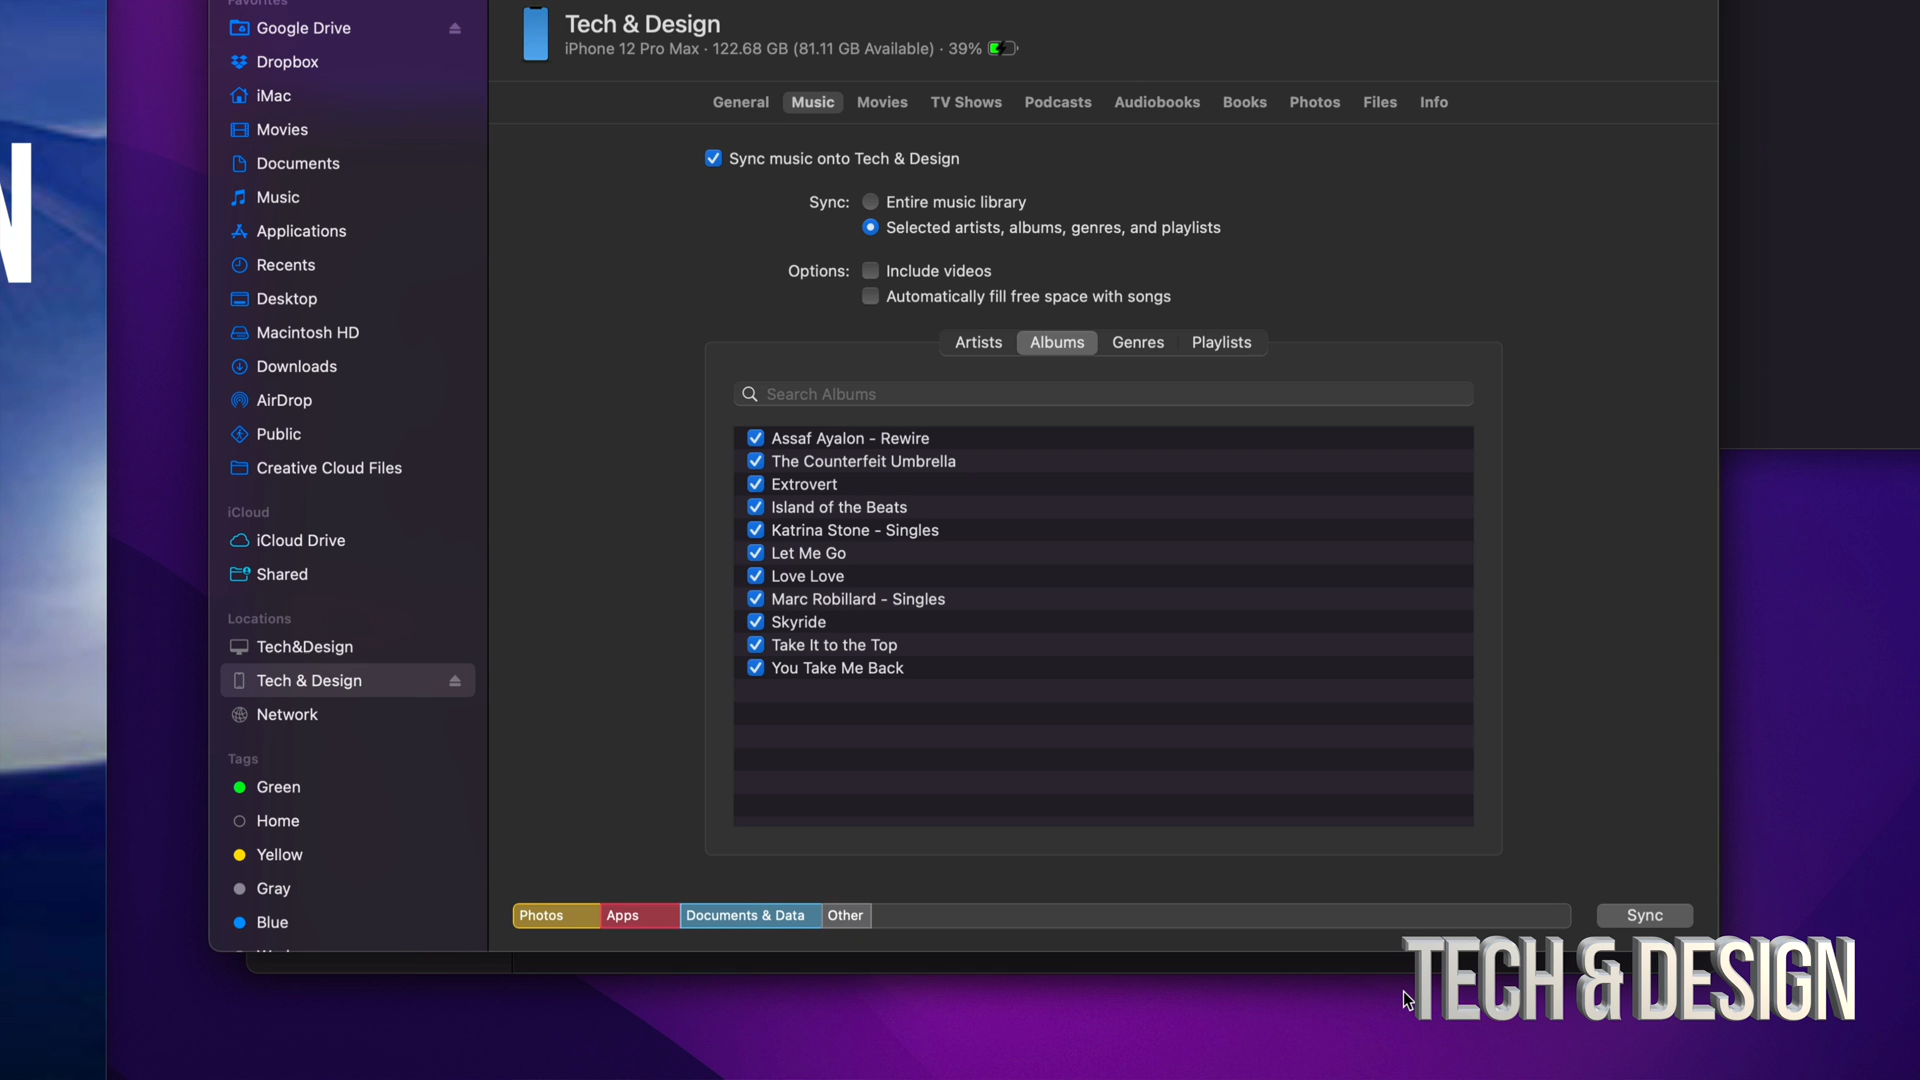 Favorites
Google Drive
Dropbox
iMac
Movies
Documents
Music
Applications
Recents
Desktop
Macintosh HD
Downloads
AirDrop
Public
Creative Cloud Files
iCloud
iCloud Drive
Shared
Locations
Tech&Design
Tech & Design
Network
Tags
Green
Home
Yellow
Gray
Blue
Tech & Design
iPhone 12 Pro Max · 122.68 GB (81.11 GB Available) · 39%
General Music Movies TV Shows Podcasts Audiobooks Books Photos Files Info
Sync music onto Tech & Design
Sync: Entire music library
Selected artists, albums, genres, and playlists
Options: Include videos
Automatically fill free space with songs
Artists Albums Genres Playlists
Search Albums
Assaf Ayalon - Rewire
The Counterfeit Umbrella
Extrovert
Island of the Beats
Katrina Stone - Singles
Let Me Go
Love Love
Marc Robillard - Singles
Skyride
Take It to the Top
You Take Me Back
Photos Apps Documents & Data Other Sync
TECH & DESIGN
N